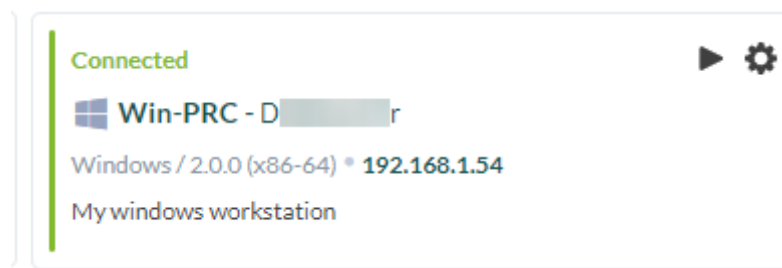 Connected
Win-PRC - D r
Windows / 2.0.0 (x86-64) • 192.168.1.54
My windows workstation